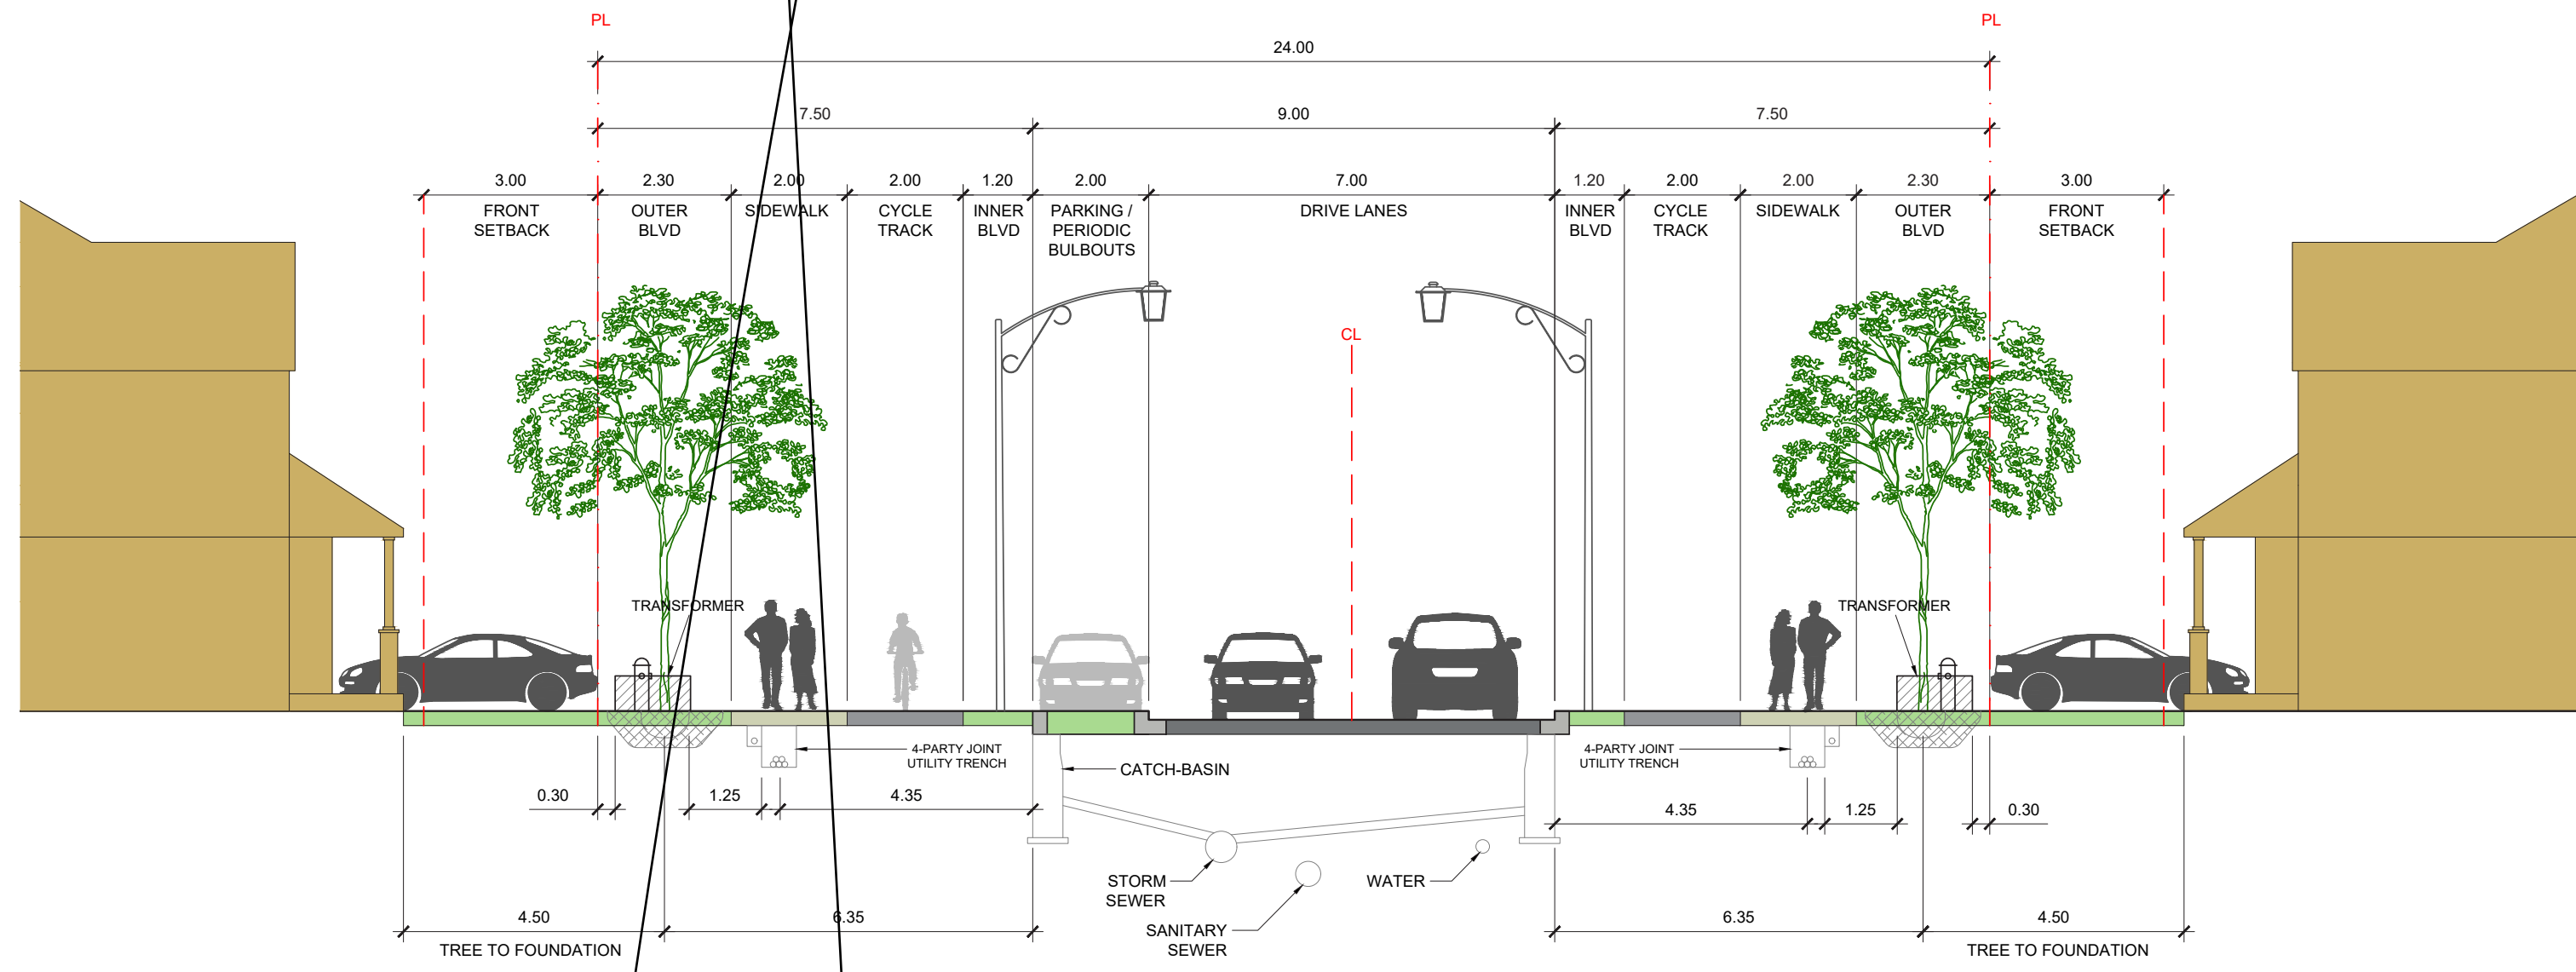 PL PL
24.00
7.50 9.00 7.50
3.00 2.30 2.00 2.00 1.20 2.00 7.00 1.20 2.00 2.00 2.30 3.00
FRONT
SETBACK
OUTER
BLVD
SIDEWALK
CYCLE
TRACK
INNER
BLVD
PARKING /
PERIODIC
BULBOUTS
DRIVE LANES
INNER
BLVD
CYCLE
TRACK
SIDEWALK
OUTER
BLVD
FRONT
SETBACK
CL
TRANSFORMER
TRANSFORMER
4-PARTY JOINT
UTILITY TRENCH
CATCH-BASIN
4-PARTY JOINT
UTILITY TRENCH
0.30 1.25 4.35
4.35 1.25 0.30
STORM
SEWER
WATER
SANITARY
SEWER
4.50 6.35 6.35 4.50
TREE TO FOUNDATION
TREE TO FOUNDATION